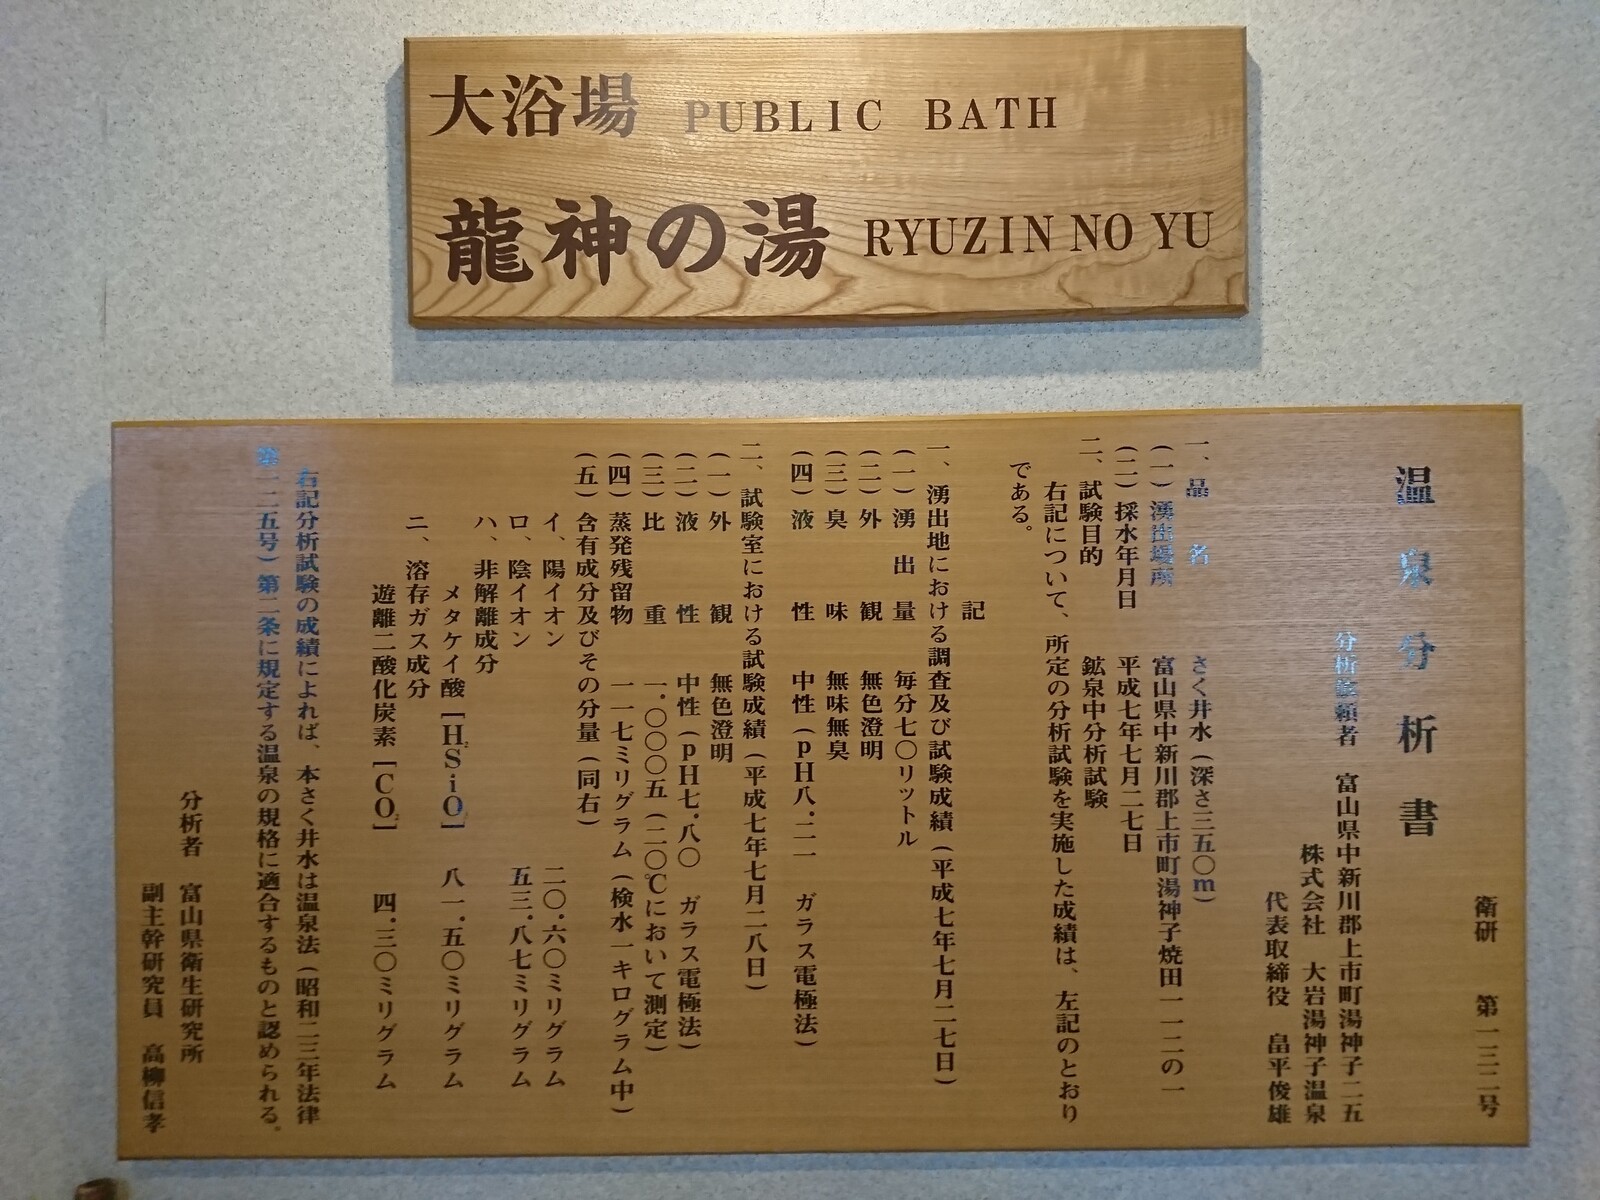 大浴場 PUBLIC BATH
龍神の湯 RYUZIN NO YU
衛研 第一三二号
温泉分析書
分析依頼者 富山県中新川郡上市町湯神子二五
株式会社 大岩湯神子温泉
代表取締役 畠平俊雄
一、品名 さく井水(深さ三五〇m)
(一)湧出場所 富山県中新川郡上市町湯神子焼田一一二の一
(二)採水年月日 平成七年七月二七日
二、試験目的 鉱泉中分析試験
右記について、所定の分析試験を実施した成績は、左記のとおり
である。
記
一、湧出地における調査及び試験成績(平成七年七月二七日)
(一)湧出量 毎分七〇リットル
(二)外観 無色澄明
(三)臭味 無味無臭
(四)液性 中性(pH八.二一 ガラス電極法)
二、試験室における試験成績(平成七年七月二八日)
(一)外観 無色澄明
(二)液性 中性(pH七.八〇 ガラス電極法)
(三)比重 一.〇〇〇五(二〇℃において測定)
(四)蒸発残留物 一一七ミリグラム(検水一キログラム中)
(五)含有成分及びその分量(同右)
イ、陽イオン 二〇.六〇ミリグラム
ロ、陰イオン 五三.八七ミリグラム
ハ、非解離成分
メタケイ酸[H₂SiO₃] 八一.五〇ミリグラム
ニ、溶存ガス成分
遊離二酸化炭素[CO₂] 四.三〇ミリグラム
右記分析試験の成績によれば、本さく井水は温泉法(昭和二三年法律
第一二五号)第二条に規定する温泉の規格に適合するものと認められる。
分析者 富山県衛生研究所
副主幹研究員 高柳信孝